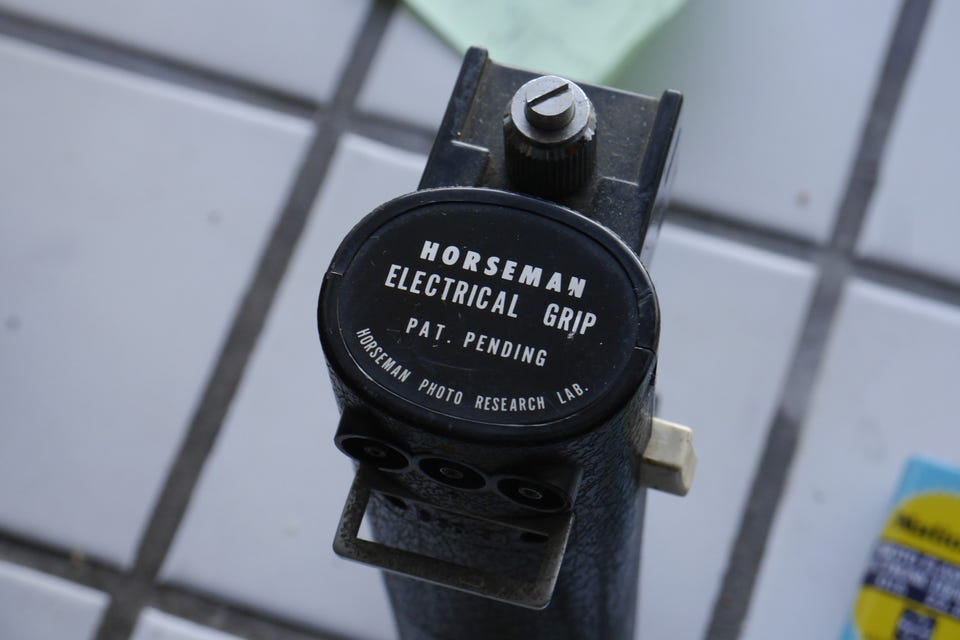 HORSEMAN
ELECTRICAL GRIP
PAT. PENDING
HORSEMAN PHOTO RESEARCH LAB.